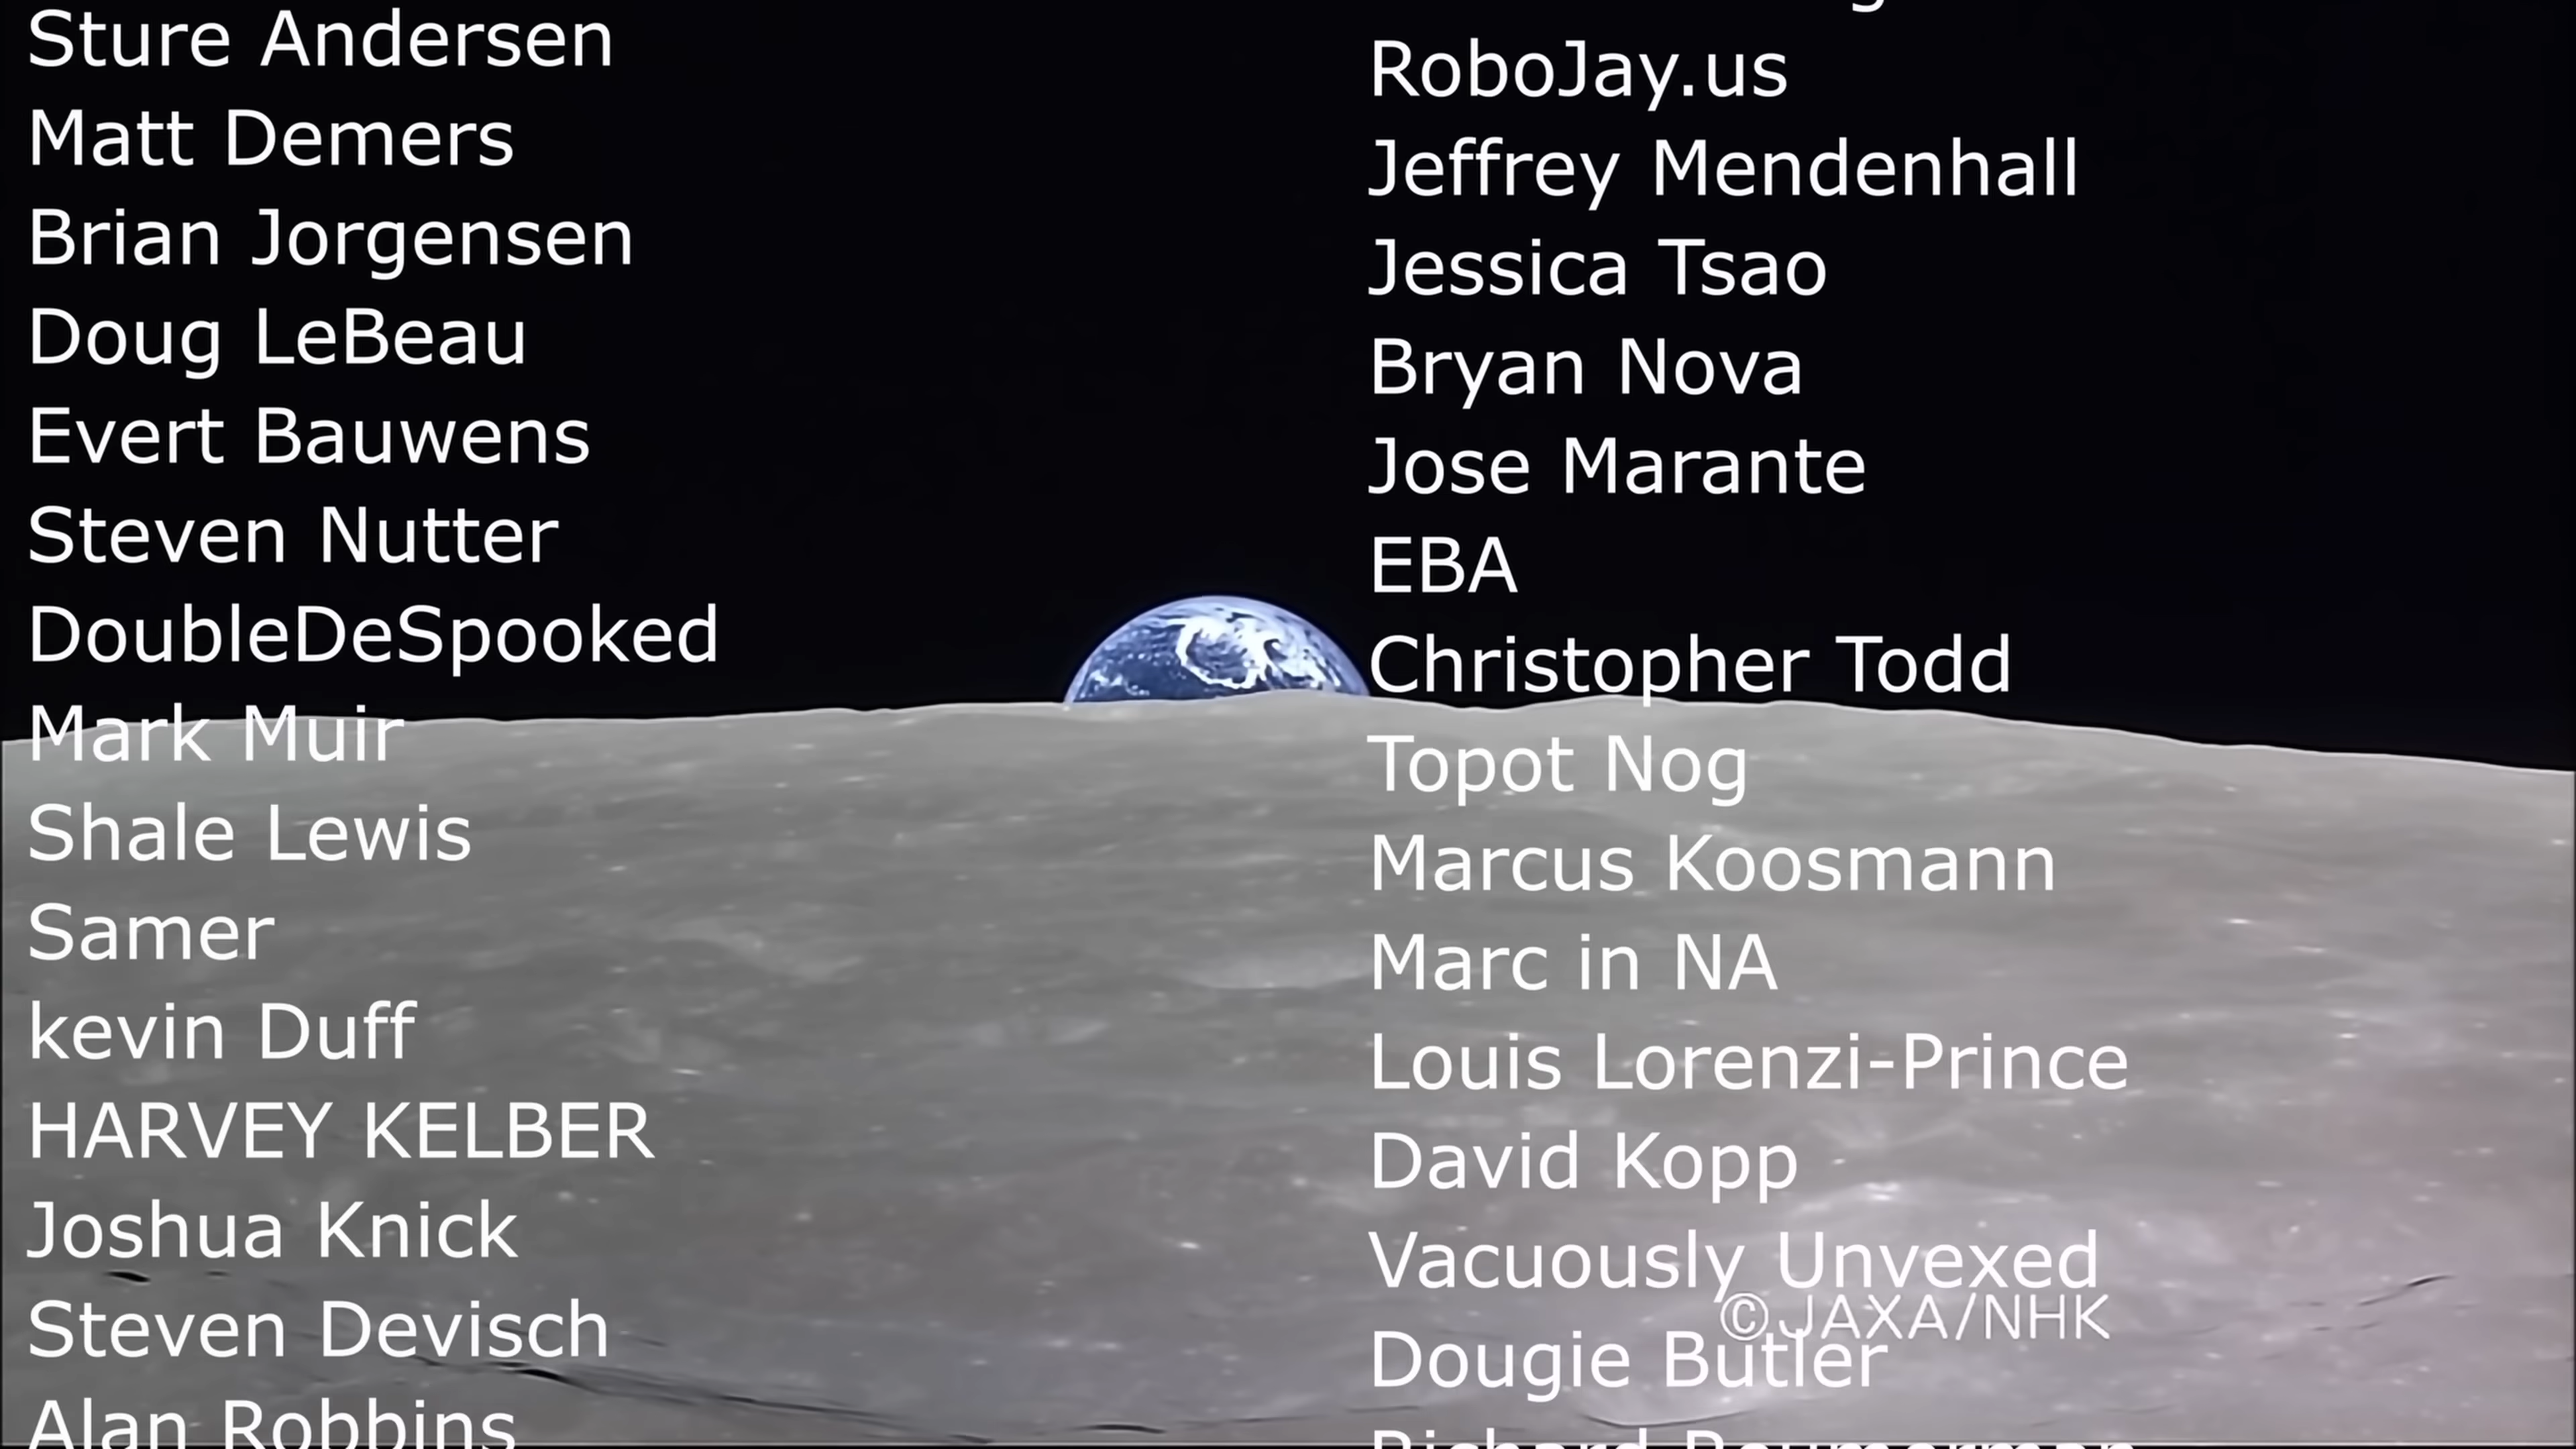 Sture Andersen
Matt Demers
Brian Jorgensen
Doug LeBeau
Evert Bauwens
Steven Nutter
DoubleDeSpooked
Mark Muir
Shale Lewis
Samer
kevin Duff
HARVEY KELBER
Joshua Knick
Steven Devisch
Alan Robbins
RoboJay.us
Jeffrey Mendenhall
Jessica Tsao
Bryan Nova
Jose Marante
EBA
Christopher Todd
Topot Nog
Marcus Koosmann
Marc in NA
Louis Lorenzi-Prince
David Kopp
Vacuously Unvexed
©JAXA/NHK
Dougie Butler
Richard